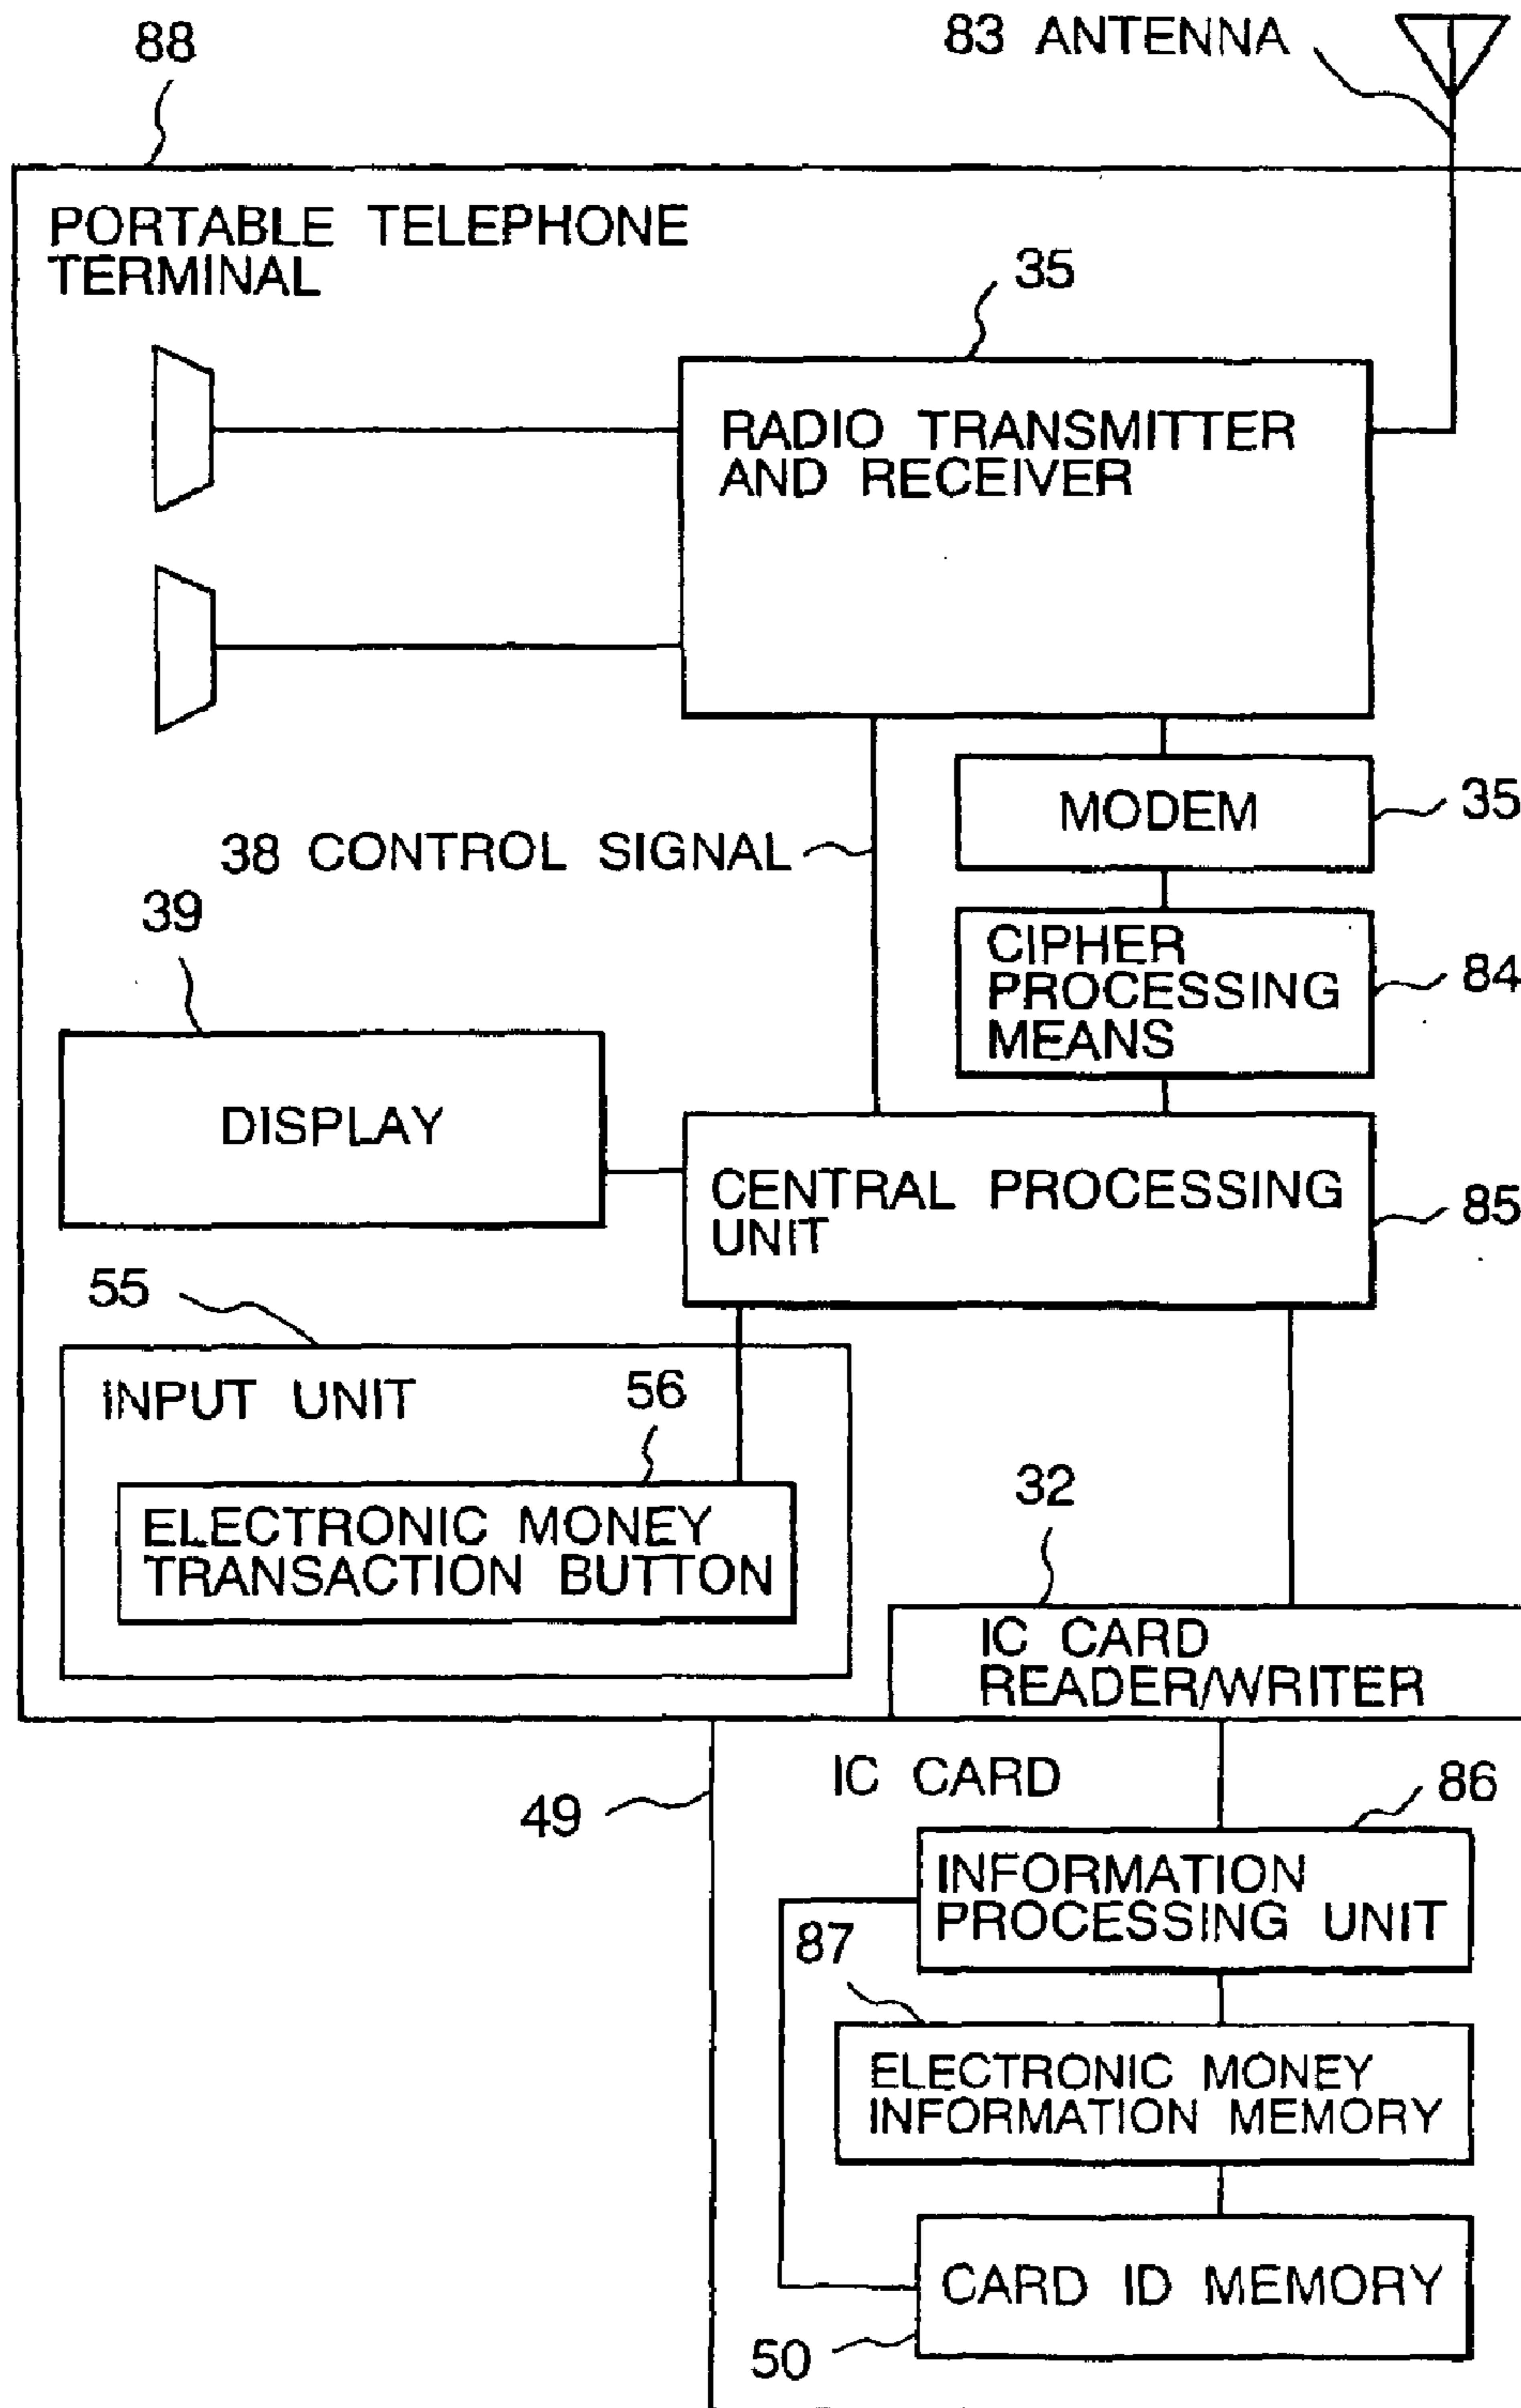 88
83 ANTENNA
PORTABLE TELEPHONE
TERMINAL
35
RADIO TRANSMITTER
AND RECEIVER
MODEM
35
38 CONTROL SIGNAL
39
CIPHER
PROCESSING
MEANS
84
DISPLAY
CENTRAL PROCESSING
UNIT
85
55
INPUT UNIT
56
ELECTRONIC MONEY
TRANSACTION BUTTON
32
IC CARD
READER/WRITER
IC CARD
49
86
INFORMATION
PROCESSING UNIT
87
ELECTRONIC MONEY
INFORMATION MEMORY
CARD ID MEMORY
50